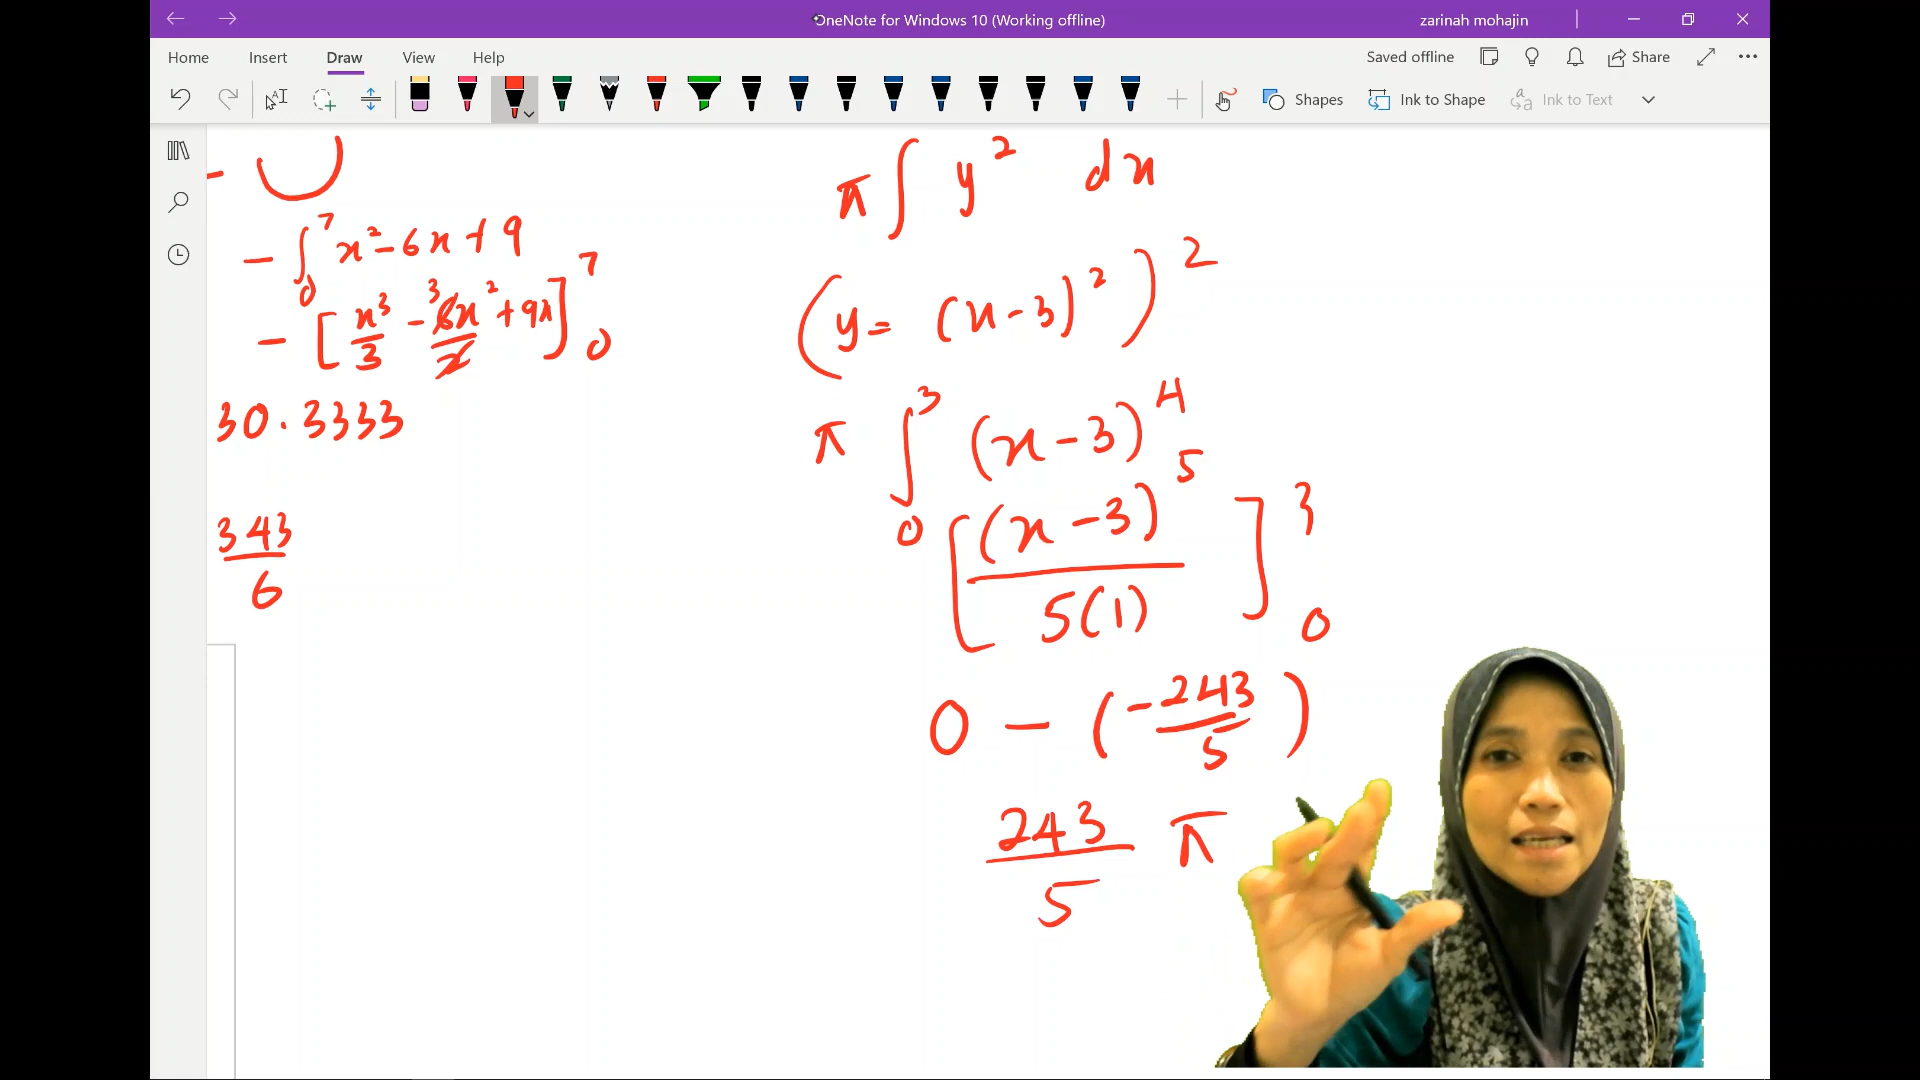 OneNote for Windows 10 (Working offline)
zarinah mohajin
Home Insert Draw View Help
Saved offline Share
Shapes Ink to Shape Ink to Text
- ∫₀⁷ x² - 6x + 9
- [x³/3 - ³6x²/2 + 9x]₀⁷
30.3333
343/6
π ∫ y² dx
(y = (x-3)²)²
π ∫₀³ (x-3)⁴
[(x-3)⁵/5(1)]₀³
0 - (-243/5)
243/5 π